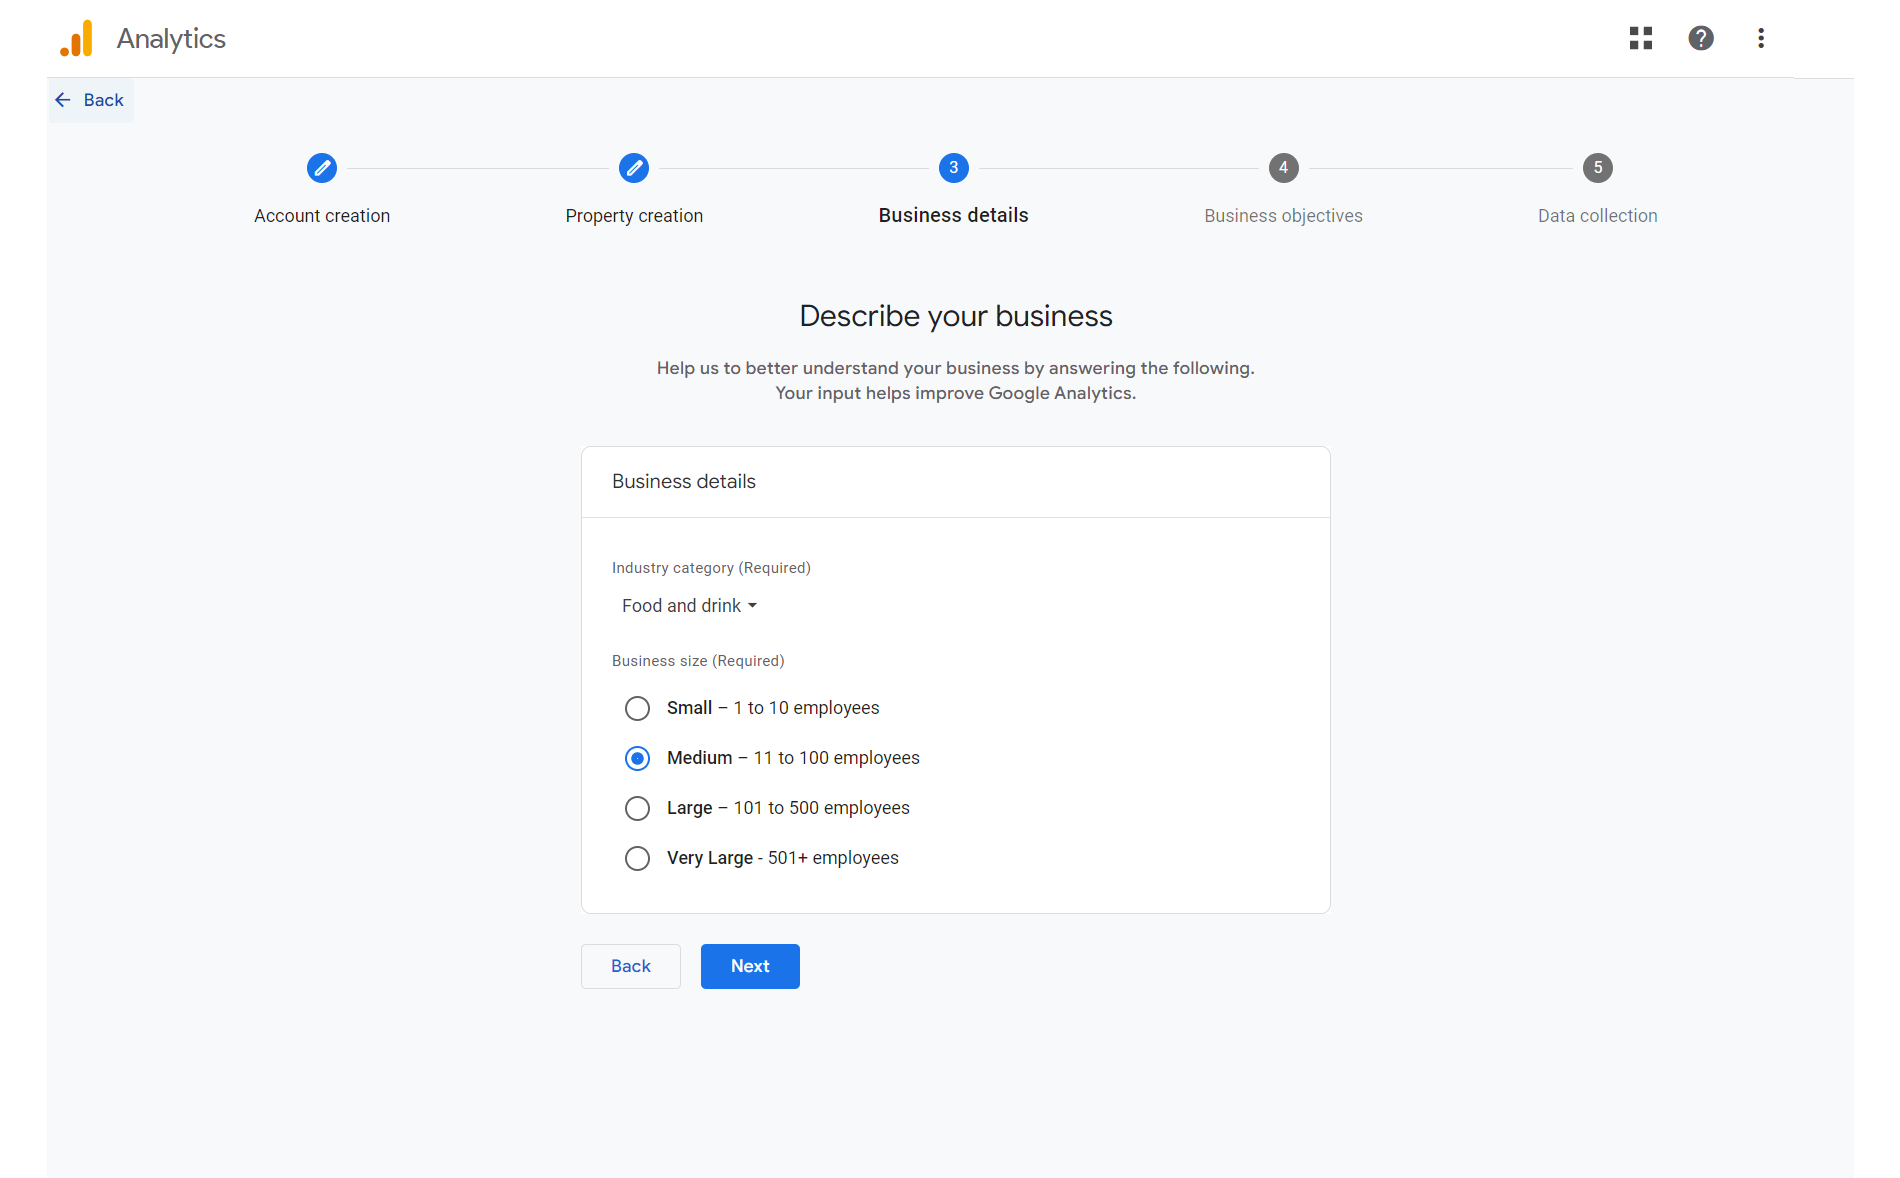 Analytics
Back
3
4
5
Account creation
Property creation
Business details
Business objectives
Data collection
Describe your business
Help us to better understand your business by answering the following.
Your input helps improve Google Analytics.
Business details
Industry category (Required)
Food and drink
Business size (Required)
Small – 1 to 10 employees
Medium – 11 to 100 employees
Large – 101 to 500 employees
Very Large - 501+ employees
Back
Next